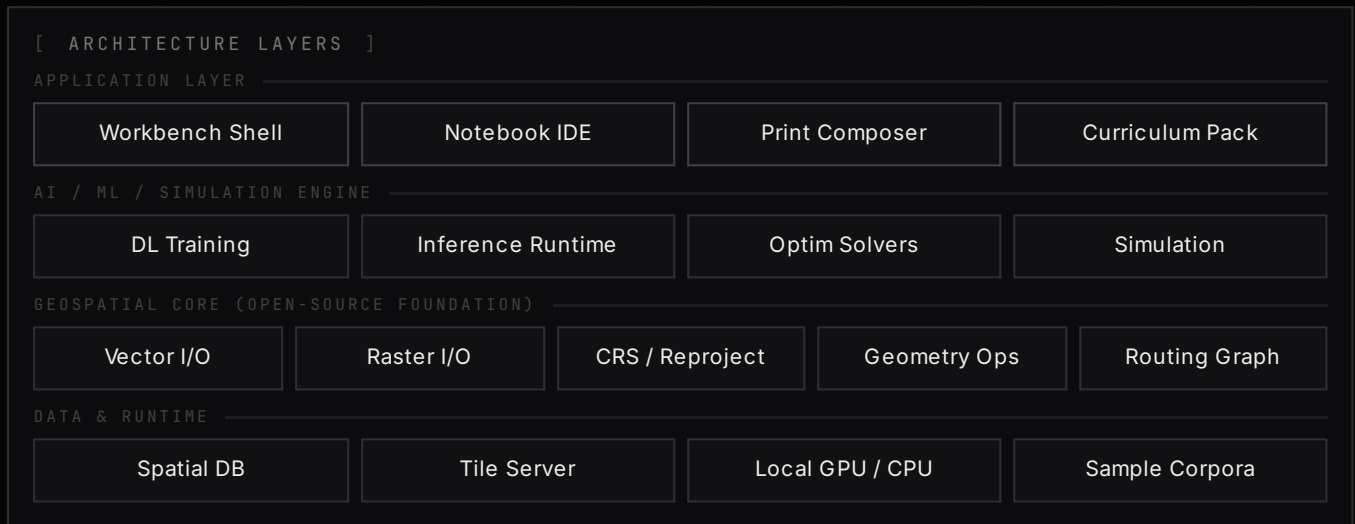 [ ARCHITECTURE LAYERS ]
APPLICATION LAYER
Workbench Shell
Notebook IDE
Print Composer
Curriculum Pack
AI / ML / SIMULATION ENGINE
DL Training
Inference Runtime
Optim Solvers
Simulation
GEOSPATIAL CORE (OPEN-SOURCE FOUNDATION)
Vector I/O
Raster I/O
CRS / Reproject
Geometry Ops
Routing Graph
DATA & RUNTIME
Spatial DB
Tile Server
Local GPU / CPU
Sample Corpora